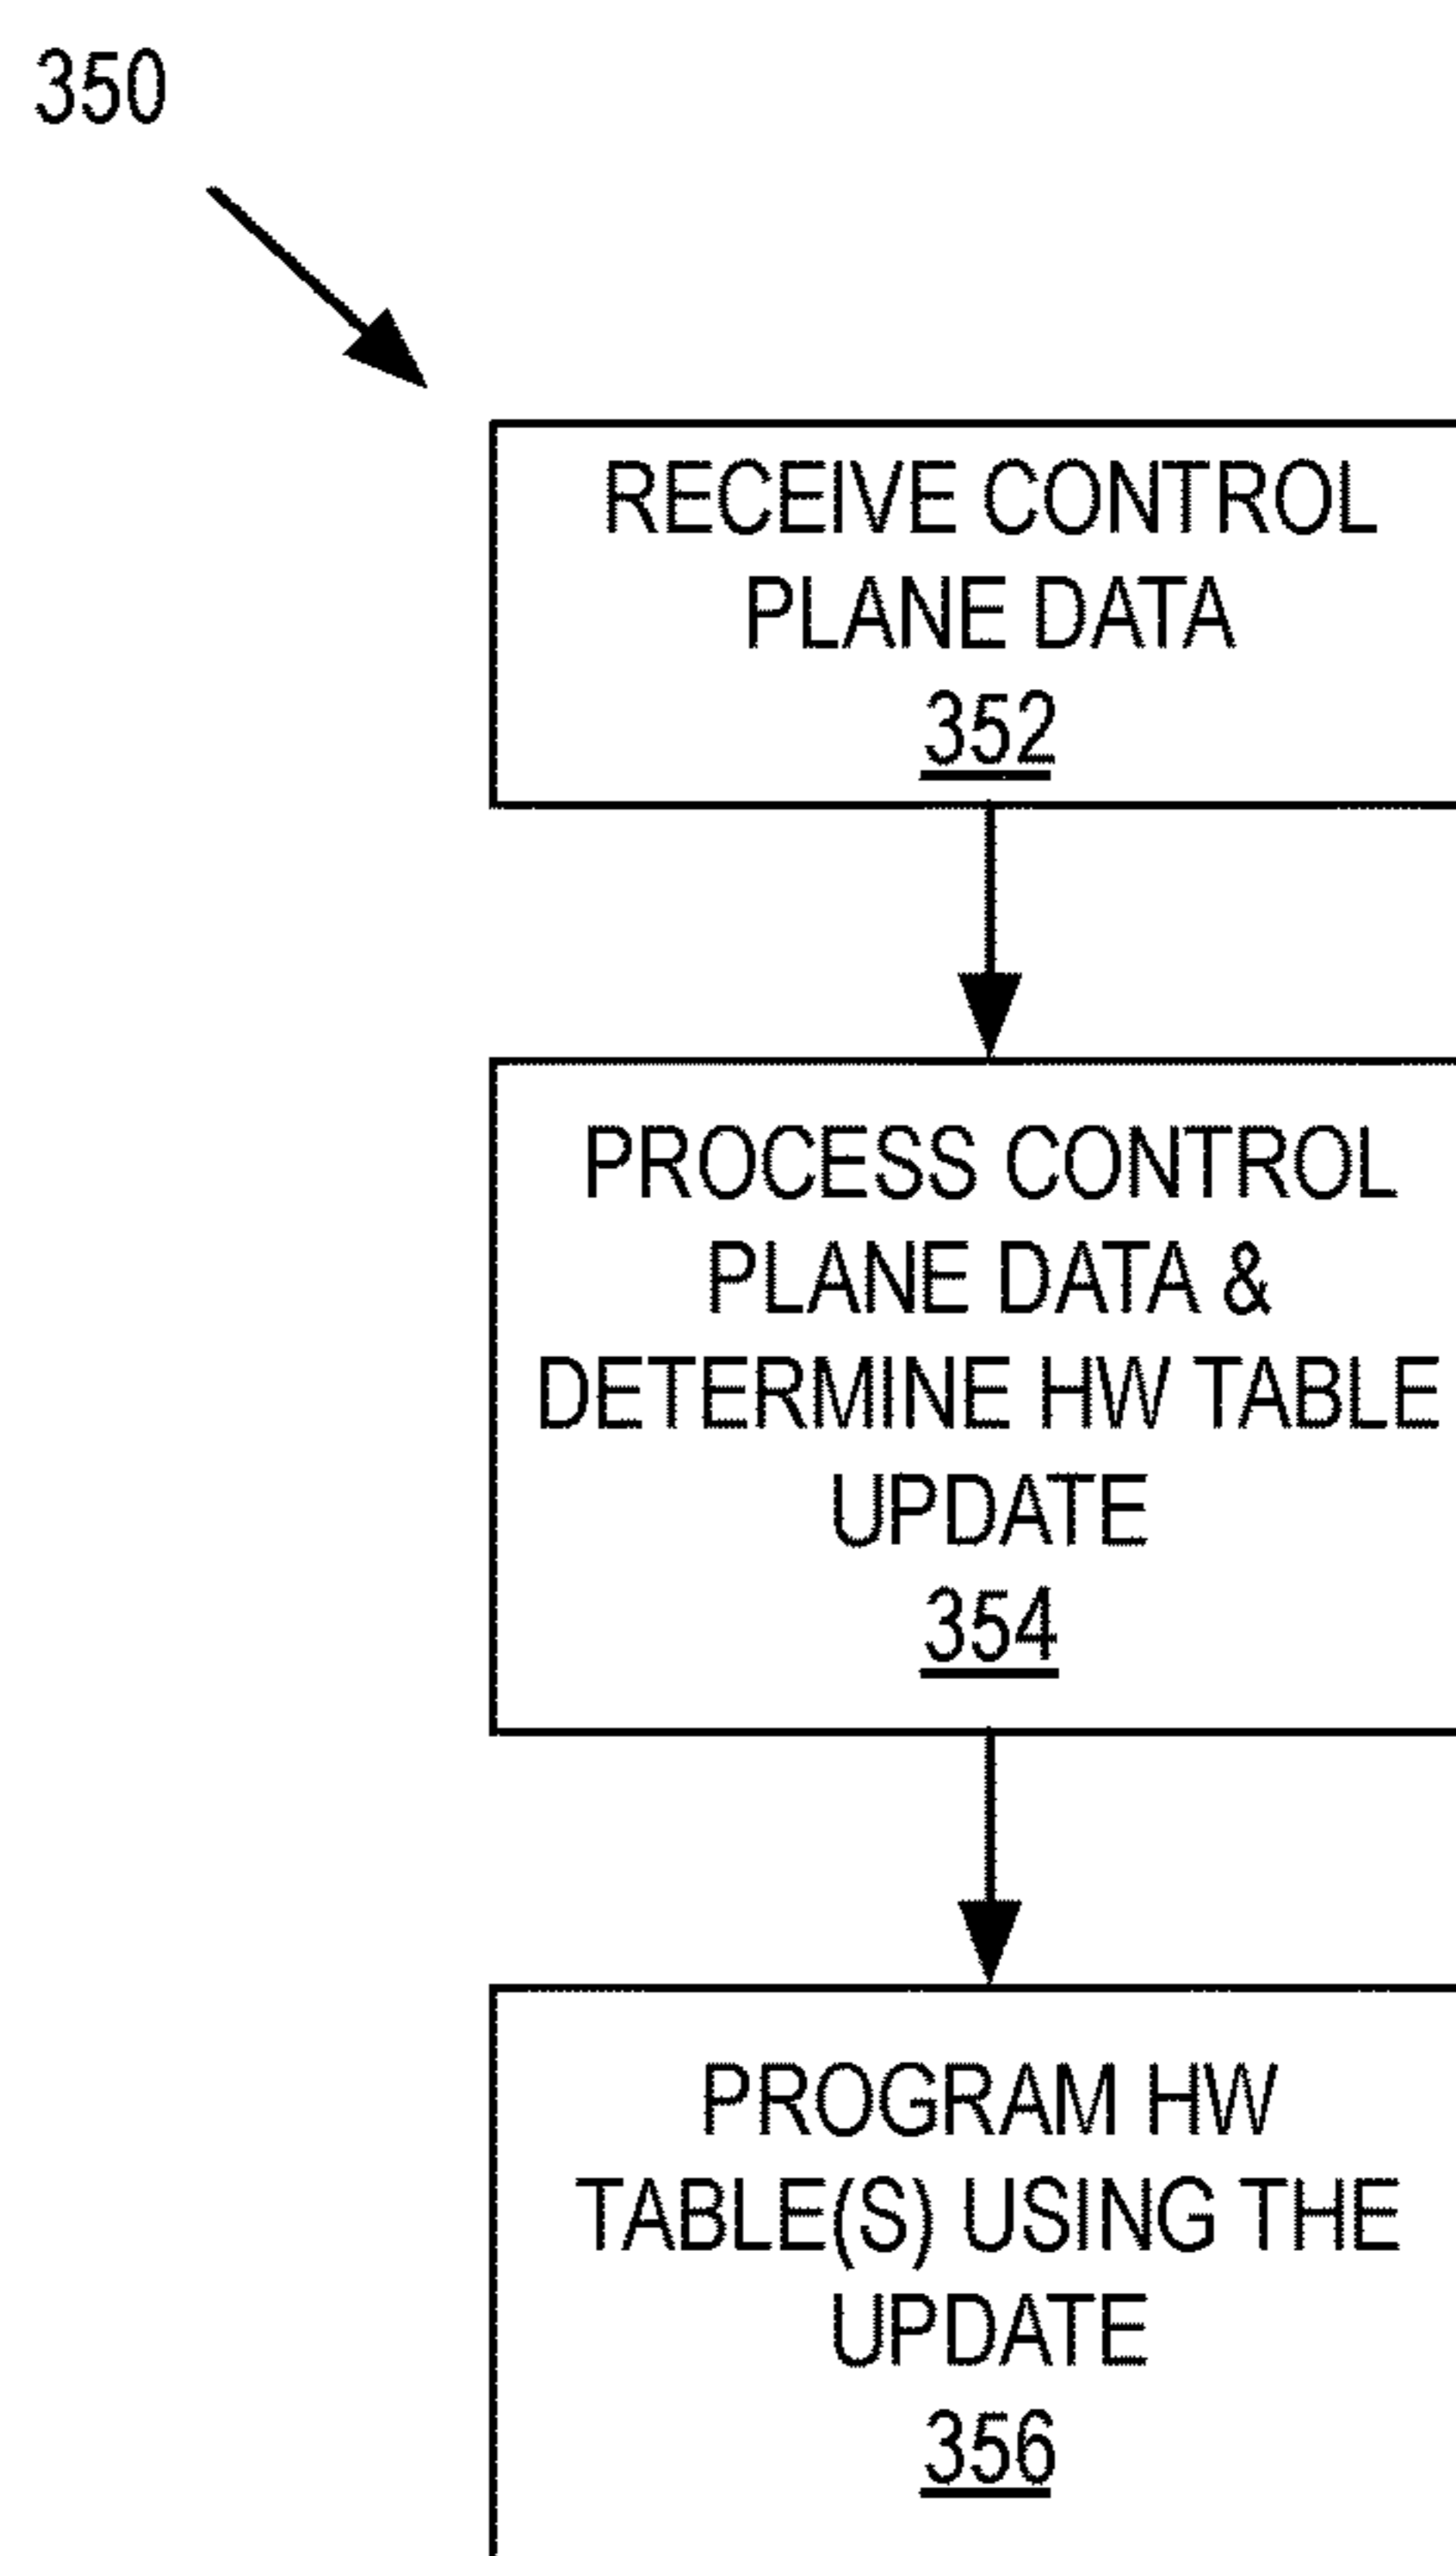 350
RECEIVE CONTROL
PLANE DATA
352
PROCESS CONTROL
PLANE DATA &
DETERMINE HW TABLE
UPDATE
354
PROGRAM HW
TABLE(S) USING THE
UPDATE
356